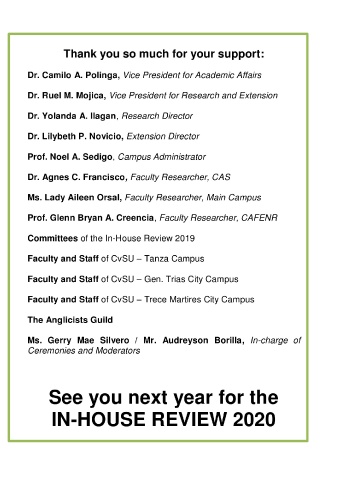 Thank you so much for your support:
Dr. Camilo A. Polinga, Vice President for Academic Affairs
Dr. Ruel M. Mojica, Vice President for Research and Extension
Dr. Yolanda A. Ilagan, Research Director
Dr. Lilybeth P. Novicio, Extension Director
Prof. Noel A. Sedigo, Campus Administrator
Dr. Agnes C. Francisco, Faculty Researcher, CAS
Ms. Lady Aileen Orsal, Faculty Researcher, Main Campus
Prof. Glenn Bryan A. Creencia, Faculty Researcher, CAFENR
Committees of the In-House Review 2019
Faculty and Staff of CvSU – Tanza Campus
Faculty and Staff of CvSU – Gen. Trias City Campus
Faculty and Staff of CvSU – Trece Martires City Campus
The Anglicists Guild
Ms. Gerry Mae Silvero / Mr. Audreyson Borilla, In-charge of
Ceremonies and Moderators
See you next year for the
IN-HOUSE REVIEW 2020